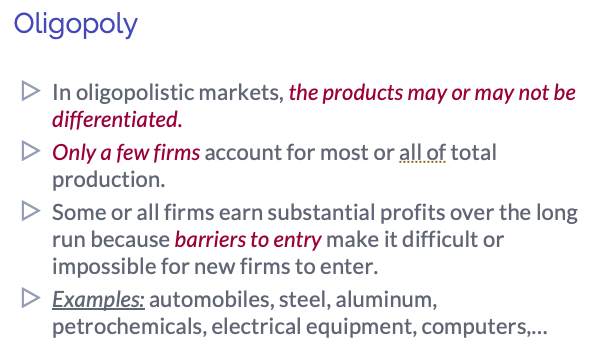 Oligopoly
In oligopolistic markets, the products may or may not be
differentiated.
Only a few firms account for most or all of total
production.
Some or all firms earn substantial profits over the long
run because barriers to entry make it difficult or
impossible for new firms to enter.
Examples: automobiles, steel, aluminum,
petrochemicals, electrical equipment, computers,...